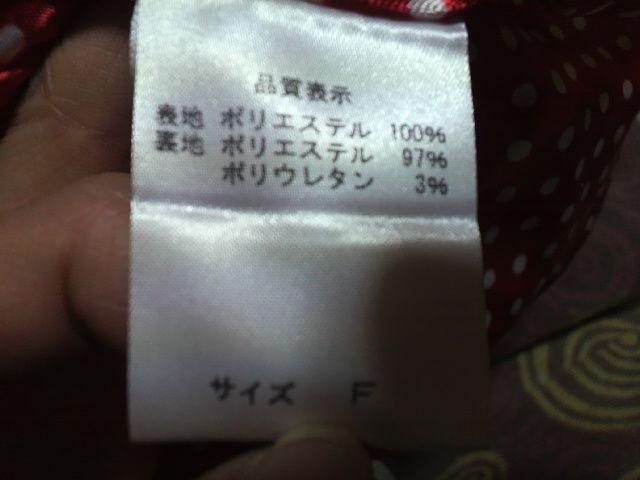 品質表示
表地 ポリエステル 100%
裏地 ポリエステル 97%
ポリウレタン 3%
サイズ F